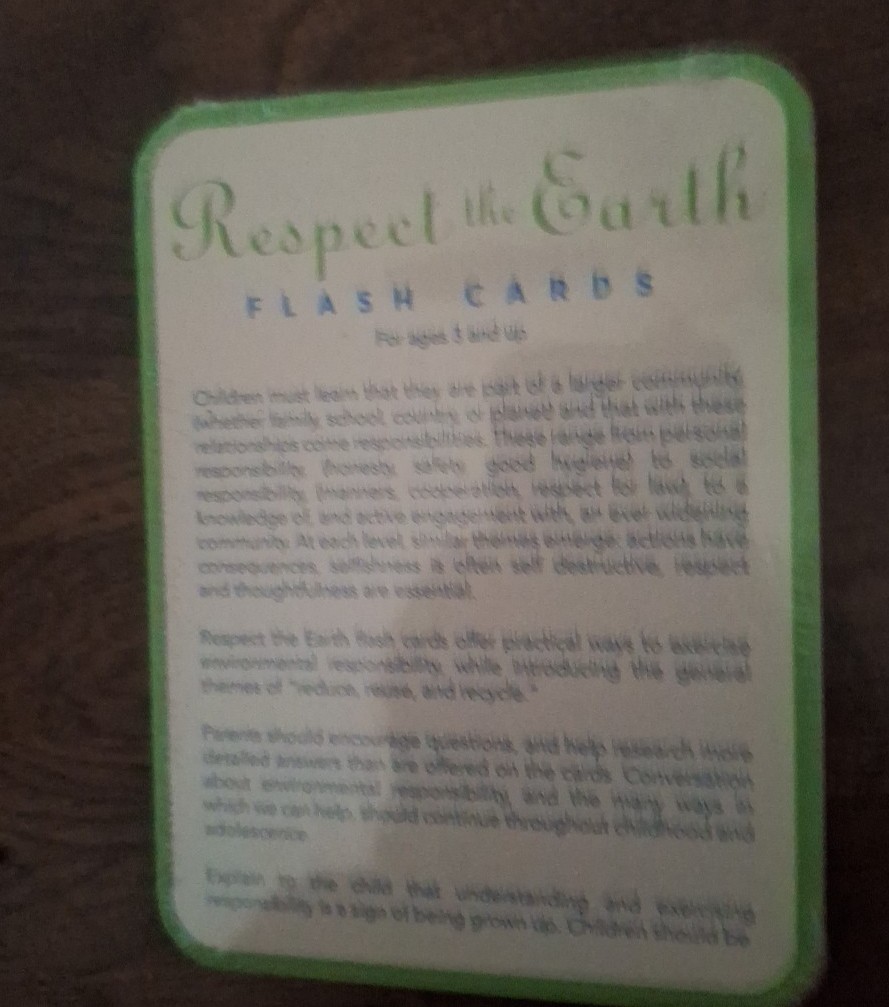 Respect the Earth
FLASH CARDS
For ages 3 and up
Children must learn that they are part of a larger community
(whether family, school, country, or planet) and that with these
relationships come responsibilities. These range from personal
responsibility (honesty, safety, good hygiene) to social
responsibility (manners, cooperation, respect for law), to a
knowledge of, and active engagement with, an ever widening
community. At each level, similar themes emerge: actions have
consequences, selfishness is often self destructive, respect
and thoughtfulness are essential.
Respect the Earth flash cards offer practical ways to exercise
environmental responsibility, while introducing the general
themes of "reduce, reuse, and recycle."
Parents should encourage questions, and help research more
detailed answers than are offered on the cards. Conversation
about environmental responsibility, and the many ways in
which we can help, should continue throughout childhood and
adolescence.
Explain to the child that understanding and exercising
responsibility is a sign of being grown up. Children should be